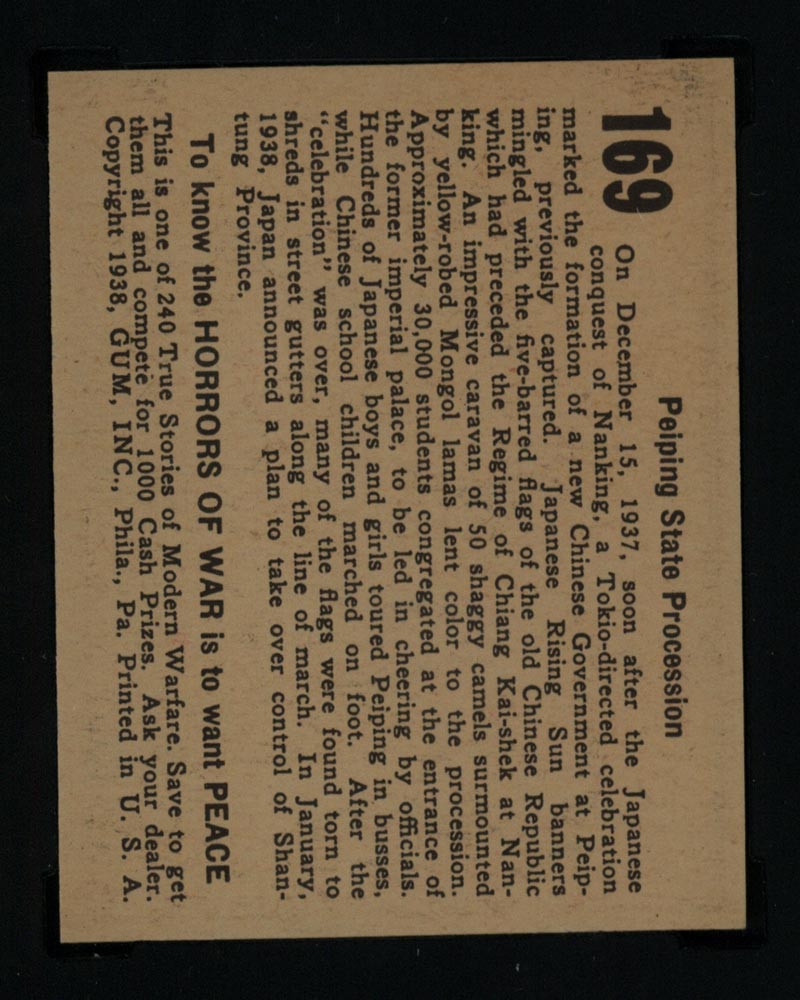 Peiping State Procession
169 On December 15, 1937, soon after the Japanese
conquest of Nanking, a Tokio-directed celebration
marked the formation of a new Chinese Government at Peip-
ing, previously captured. Japanese Rising Sun banners
mingled with the five-barred flags of the old Chinese Republic
which had preceded the Regime of Chiang Kai-shek at Nan-
king. An impressive caravan of 50 shaggy camels surmounted
by yellow-robed Mongol lamas lent color to the procession.
Approximately 30,000 students congregated at the entrance of
the former imperial palace, to be led in cheering by officials.
Hundreds of Japanese boys and girls toured Peiping in busses,
while Chinese school children marched on foot. After the
“celebration” was over, many of the flags were found torn to
shreds in street gutters along the line of march. In January,
1938, Japan announced a plan to take over control of Shan-
tung Province.
To know the HORRORS OF WAR is to want PEACE
This is one of 240 True Stories of Modern Warfare. Save to get
them all and compete for 1000 Cash Prizes. Ask your dealer.
Copyright 1938, GUM, INC., Phila., Pa. Printed in U. S. A.